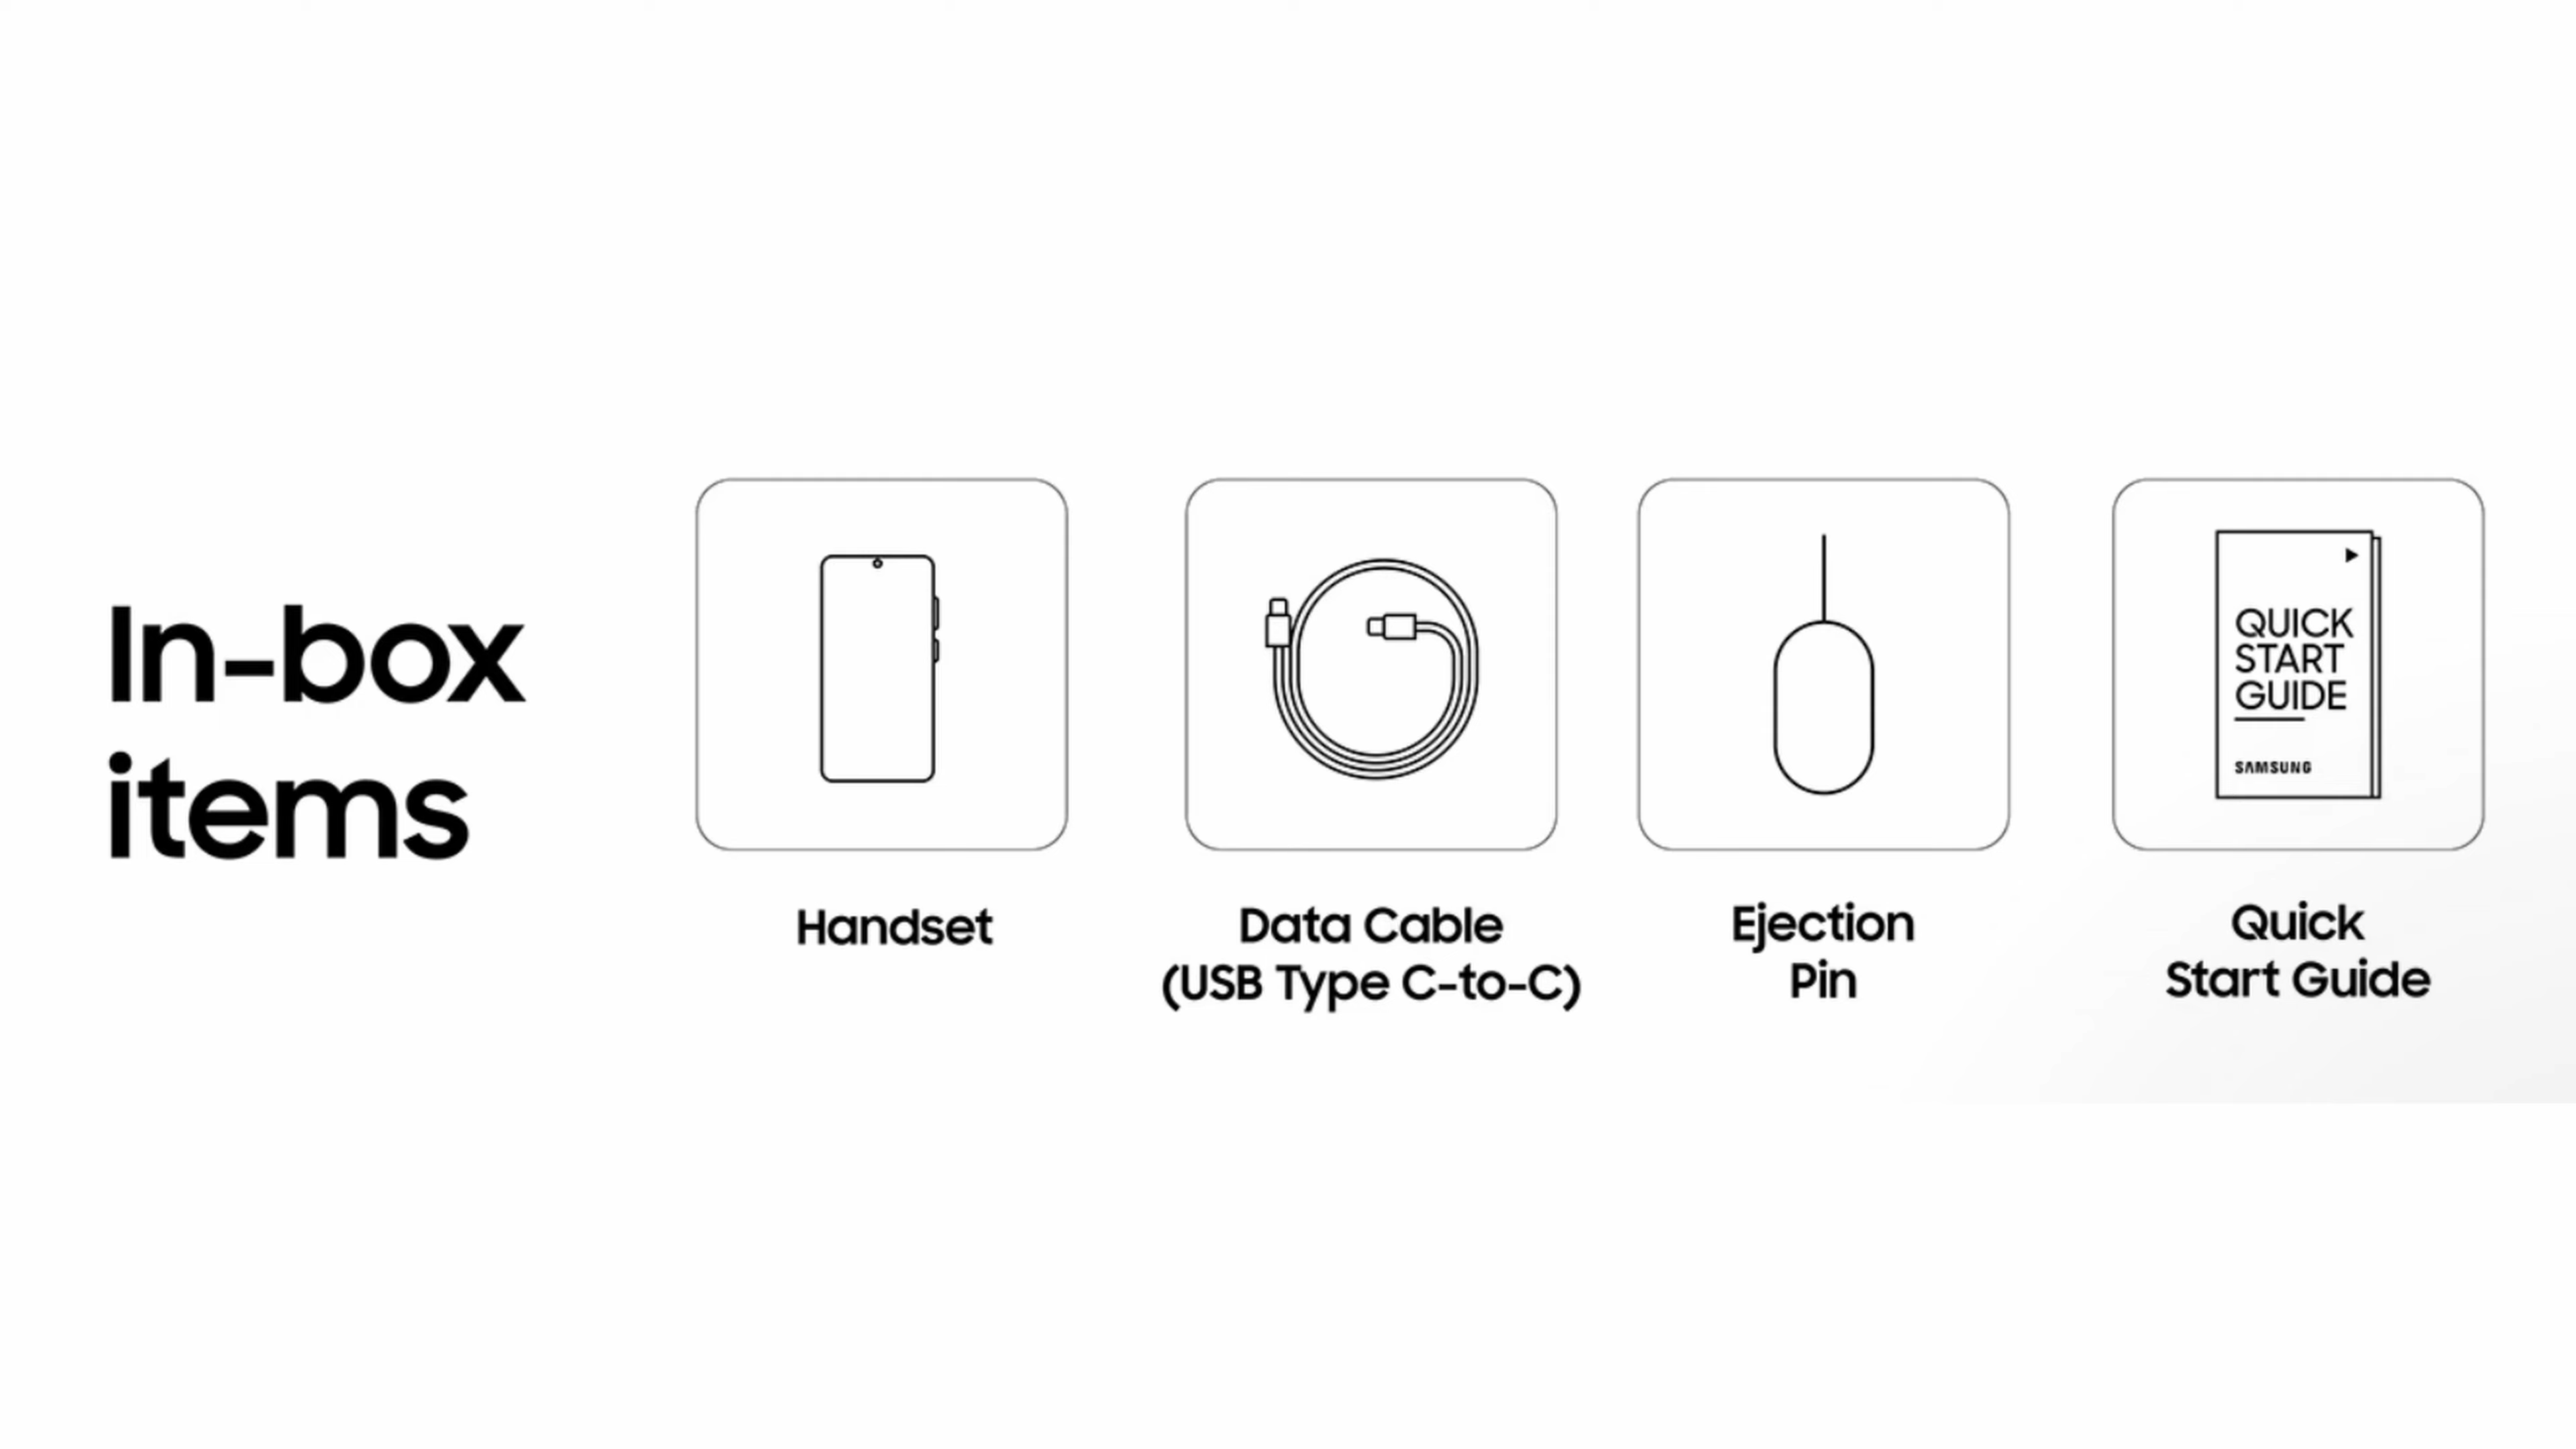 In-box
items
QUICK
START
GUIDE
SAMSUNG
Handset
Data Cable
(USB Type C-to-C)
Ejection
Pin
Quick
Start Guide